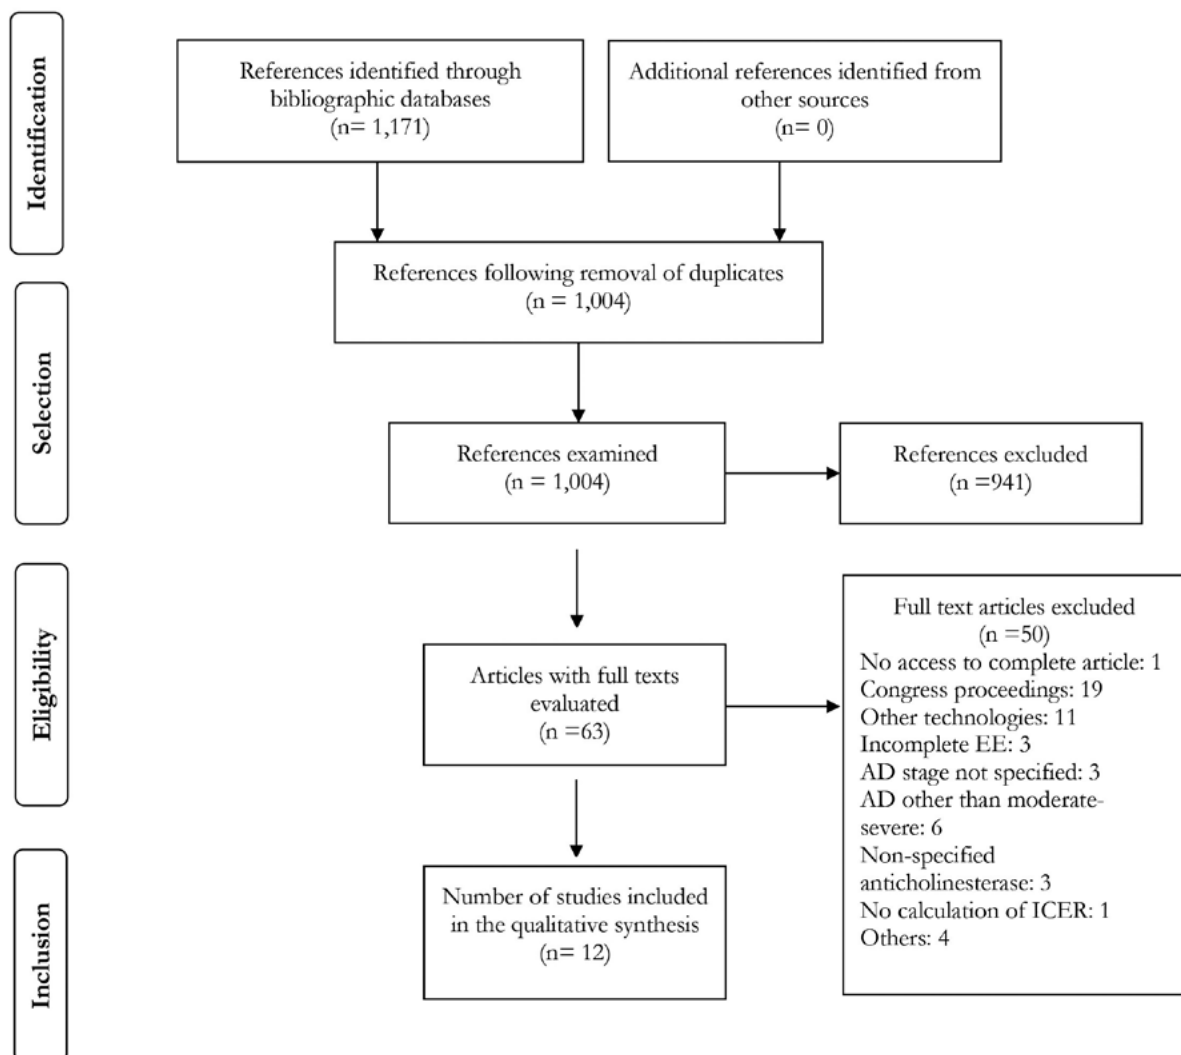 Identification
References identified through
bibliographic databases
(n= 1,171)
Additional references identified from
other sources
(n= 0)
References following removal of duplicates
(n = 1,004)
Selection
References examined
(n = 1,004)
References excluded
(n =941)
Eligibility
Articles with full texts
evaluated
(n =63)
Full text articles excluded
(n =50)
No access to complete article: 1
Congress proceedings: 19
Other technologies: 11
Incomplete EE: 3
AD stage not specified: 3
AD other than moderate-
severe: 6
Non-specified
anticholinesterase: 3
No calculation of ICER: 1
Others: 4
Inclusion
Number of studies included
in the qualitative synthesis
(n= 12)